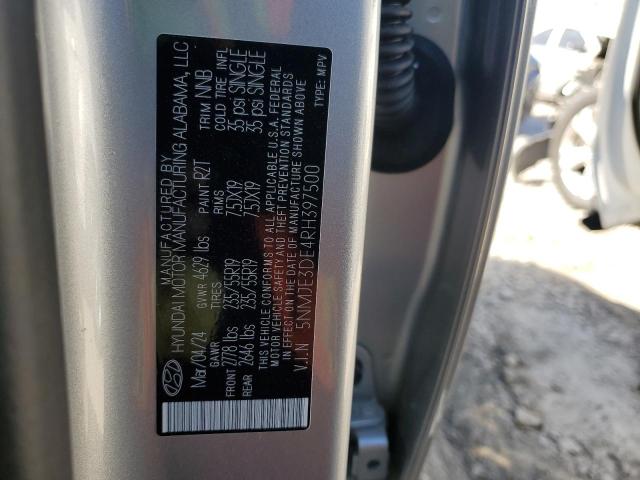 MANUFACTURED BY
HYUNDAI MOTOR MANUFACTURING ALABAMA, LLC
Mar/04/24 GVWR 4629 lbs PAINT R2T TRIM NNB
GAWR TIRES RIMS COLD TIRE INFL
FRONT 2778 lbs 235/55R19 7.5JX19 35 psi SINGLE
REAR 2646 lbs 235/55R19 7.5JX19 35 psi SINGLE
THIS VEHICLE CONFORMS TO ALL APPLICABLE U.S.A. FEDERAL
MOTOR VEHICLE SAFETY AND THEFT PREVENTION STANDARDS
IN EFFECT ON THE DATE OF MANUFACTURE SHOWN ABOVE
V.I.N 5NMJE3DE4RH397500 TYPE: MPV